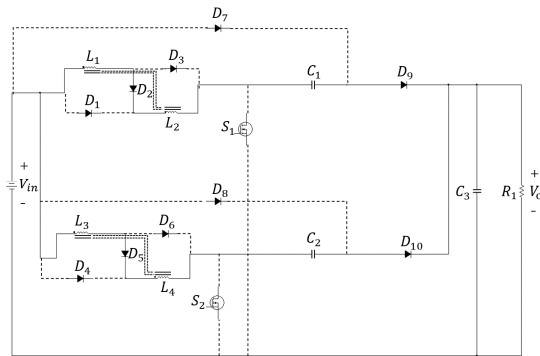 D7
L1
D3
D2
D1
L2
C1
D9
S1
+
Vin
-
D8
C3
R1
+
Vo
-
L3
D6
D5
D4
L4
C2
D10
S2